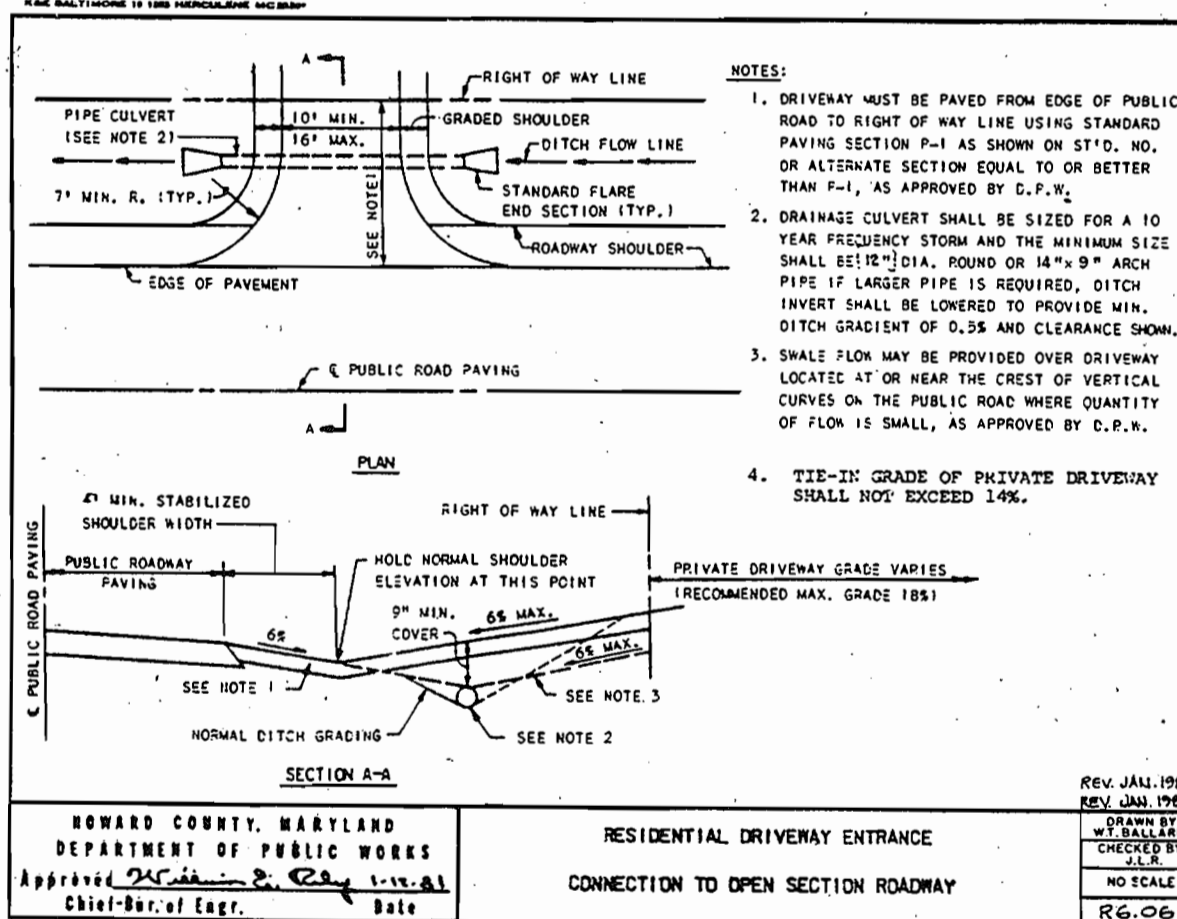 K&E BALTIMORE 19 1283 HERCULENE
A
RIGHT OF WAY LINE
PIPE CULVERT
(SEE NOTE 2)
10' MIN.
16' MAX.
GRADED SHOULDER
DITCH FLOW LINE
7' MIN. R. (TYP.)
SEE NOTE 1
STANDARD FLARE
END SECTION (TYP.)
ROADWAY SHOULDER
EDGE OF PAVEMENT
℄ PUBLIC ROAD PAVING
A
PLAN
NOTES:
1. DRIVEWAY MUST BE PAVED FROM EDGE OF PUBLIC
ROAD TO RIGHT OF WAY LINE USING STANDARD
PAVING SECTION P-1 AS SHOWN ON ST'D. NO.
OR ALTERNATE SECTION EQUAL TO OR BETTER
THAN P-1, AS APPROVED BY D.P.W.
2. DRAINAGE CULVERT SHALL BE SIZED FOR A 10
YEAR FREQUENCY STORM AND THE MINIMUM SIZE
SHALL BE 12" DIA. ROUND OR 14" x 9" ARCH
PIPE IF LARGER PIPE IS REQUIRED, DITCH
INVERT SHALL BE LOWERED TO PROVIDE MIN.
DITCH GRADIENT OF 0.5% AND CLEARANCE SHOWN.
3. SWALE FLOW MAY BE PROVIDED OVER DRIVEWAY
LOCATED AT OR NEAR THE CREST OF VERTICAL
CURVES ON THE PUBLIC ROAD WHERE QUANTITY
OF FLOW IS SMALL, AS APPROVED BY D.P.W.
4. TIE-IN GRADE OF PRIVATE DRIVEWAY
SHALL NOT EXCEED 14%.
MIN. STABILIZED
SHOULDER WIDTH
RIGHT OF WAY LINE
℄ PUBLIC ROAD PAVING
PUBLIC ROADWAY
PAVING
HOLD NORMAL SHOULDER
ELEVATION AT THIS POINT
PRIVATE DRIVEWAY GRADE VARIES
(RECOMMENDED MAX. GRADE 18%)
6%
9" MIN.
COVER
6% MAX.
6% MAX.
SEE NOTE 1
SEE NOTE 3
NORMAL DITCH GRADING
SEE NOTE 2
SECTION A-A
REV. JAN.
REV. JAN.
HOWARD COUNTY, MARYLAND
DEPARTMENT OF PUBLIC WORKS
Approved 1-12-81
Chief-Bur. of Engr. Date
RESIDENTIAL DRIVEWAY ENTRANCE
CONNECTION TO OPEN SECTION ROADWAY
DRAWN BY
W.T. BALLAR
CHECKED BY
J.L.R.
NO SCALE
R6.06